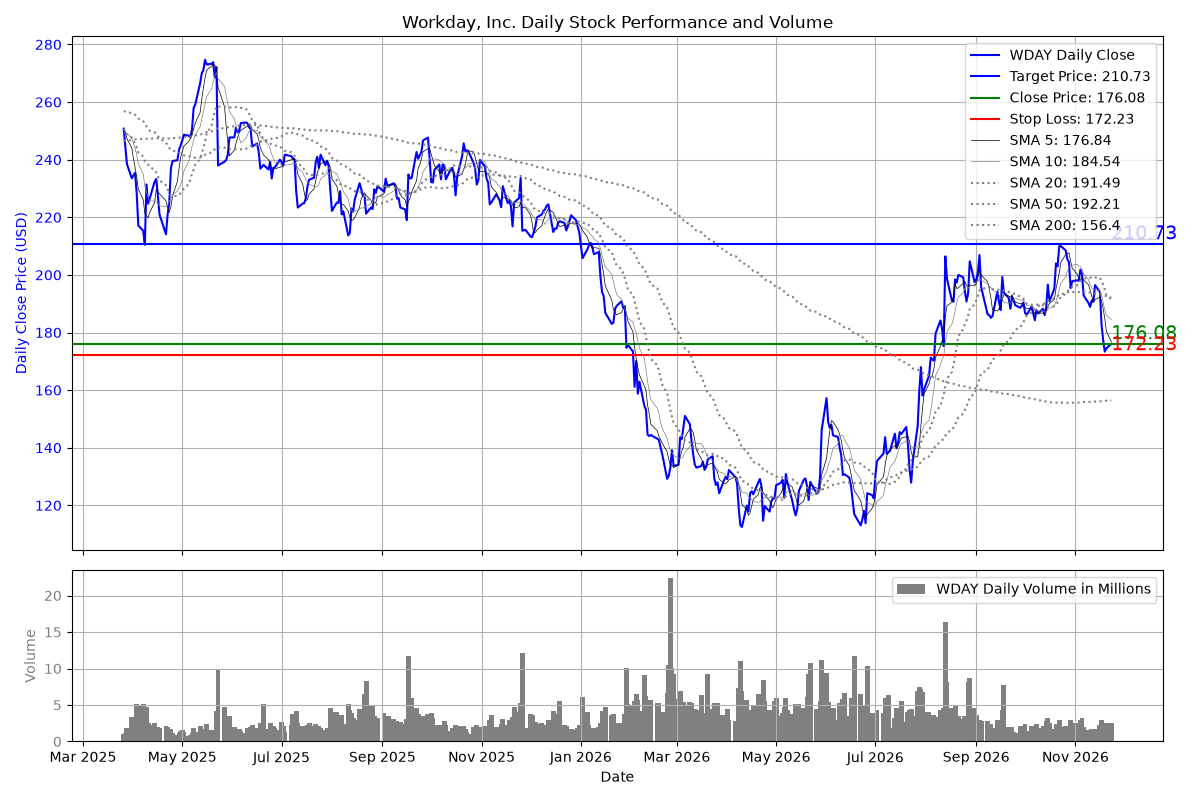 Workday, Inc. Daily Stock Performance and Volume
Daily Close Price (USD)
280
260
240
220
200
180
160
140
120
WDAY Daily Close
Target Price: 210.73
Close Price: 176.08
Stop Loss: 172.23
SMA 5: 176.84
SMA 10: 184.54
SMA 20: 191.49
SMA 50: 192.21
SMA 200: 156.4
210.73
176.08
172.23
Volume
20
15
10
5
0
WDAY Daily Volume in Millions
Mar 2025 May 2025 Jul 2025 Sep 2025 Nov 2025 Jan 2026 Mar 2026 May 2026 Jul 2026 Sep 2026 Nov 2026
Date